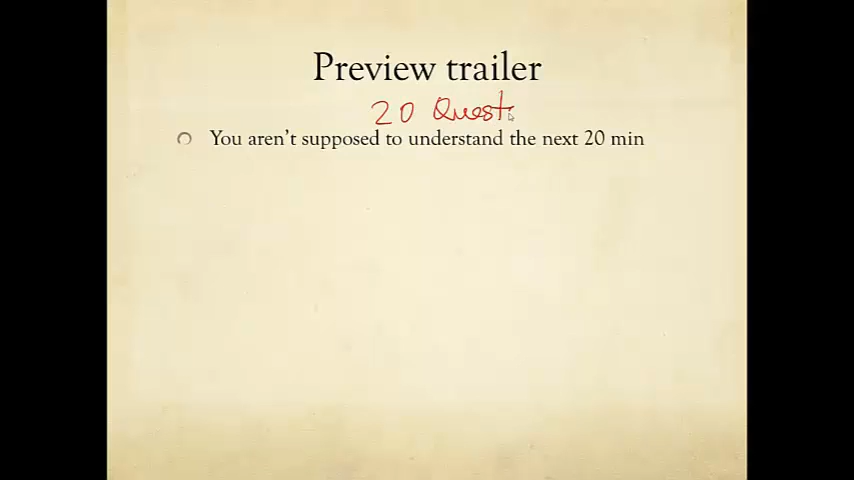 Preview trailer
20 Quest
You aren't supposed to understand the next 20 min